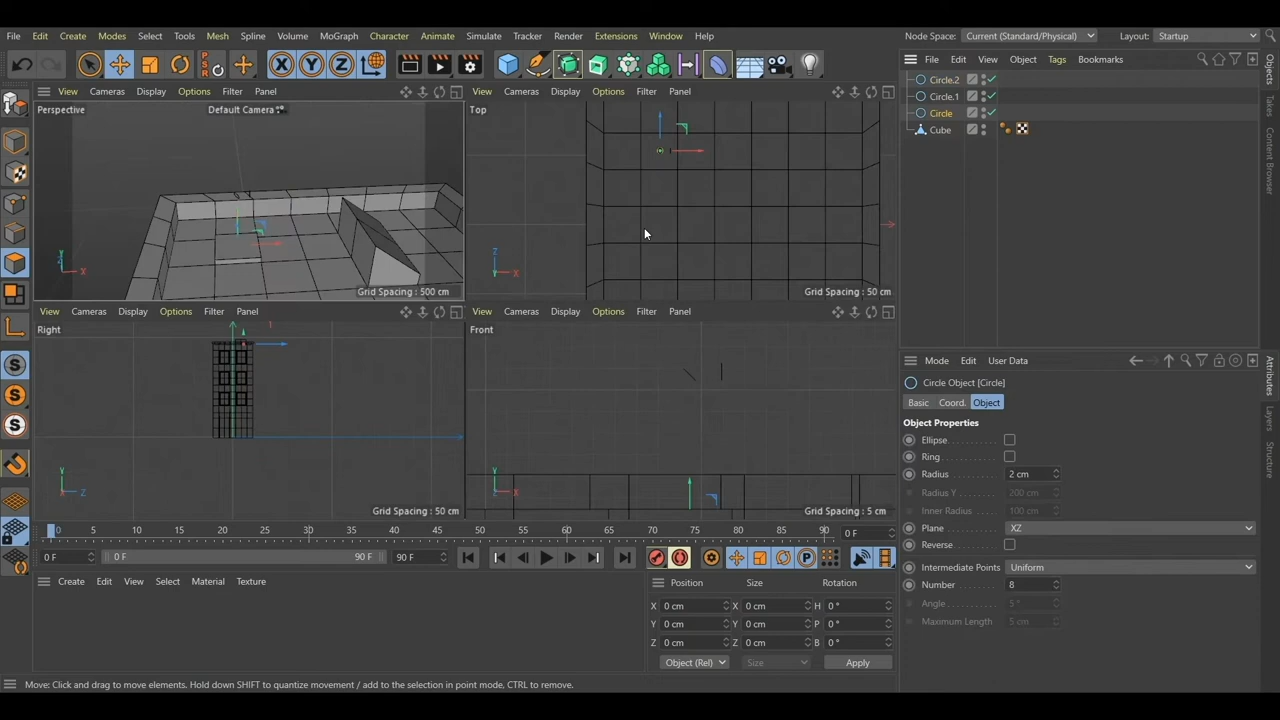 File Edit Create Modes Select Tools Mesh Spline Volume MoGraph Character Animate Simulate Tracker Render Extensions Window Help Node Space: Current (Standard/Physical) Layout: Startup
File Edit View Object Tags Bookmarks
Circle.2
Circle.1
Circle
Cube
View Cameras Display Options Filter Panel
Perspective Default Camera
Grid Spacing : 500 cm
View Cameras Display Options Filter Panel
Top
Grid Spacing : 50 cm
View Cameras Display Options Filter Panel
Right
Grid Spacing : 50 cm
View Cameras Display Options Filter Panel
Front
Grid Spacing : 5 cm
Objects
Takes
Content Browser
Attributes
Layers
Structure
Mode Edit User Data
Circle Object [Circle]
Basic Coord. Object
Object Properties
Ellipse
Ring
Radius 2 cm
Radius Y 200 cm
Inner Radius 100 cm
Plane XZ
Reverse
Intermediate Points Uniform
Number 8
Angle 5 °
Maximum Length 5 cm
0 5 10 15 20 25 30 35 40 45 50 55 60 65 70 75 80 85 90 0 F
0 F 0 F 90 F 90 F
Create Edit View Select Material Texture
Position Size Rotation
X 0 cm X 0 cm H 0 °
Y 0 cm Y 0 cm P 0 °
Z 0 cm Z 0 cm B 0 °
Object (Rel) Size Apply
Move: Click and drag to move elements. Hold down SHIFT to quantize movement / add to the selection in point mode, CTRL to remove.